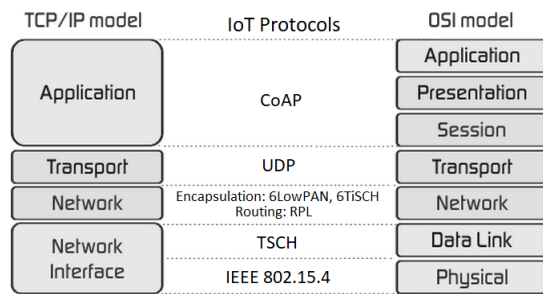 TCP/IP model IoT Protocols OSI model
Application
CoAP
Application
Presentation
Session
Transport UDP Transport
Network
Encapsulation: 6LowPAN, 6TiSCH
Routing: RPL
Network
Network
Interface
TSCH
Data Link
IEEE 802.15.4
Physical